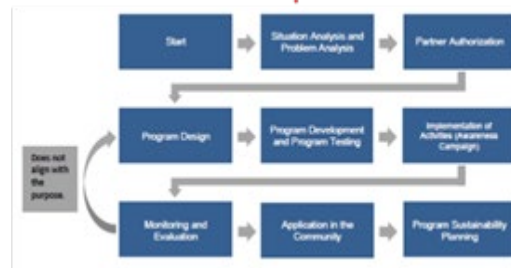 Start
Situation Analysis and
Problem Analysis
Partner Authorization
Program Design
Program Development
and Program Testing
Implementation of
Activities (Awareness
Campaign)
Does not
align with
the
purpose.
Monitoring and
Evaluation
Application in the
Community
Program Sustainability
Planning